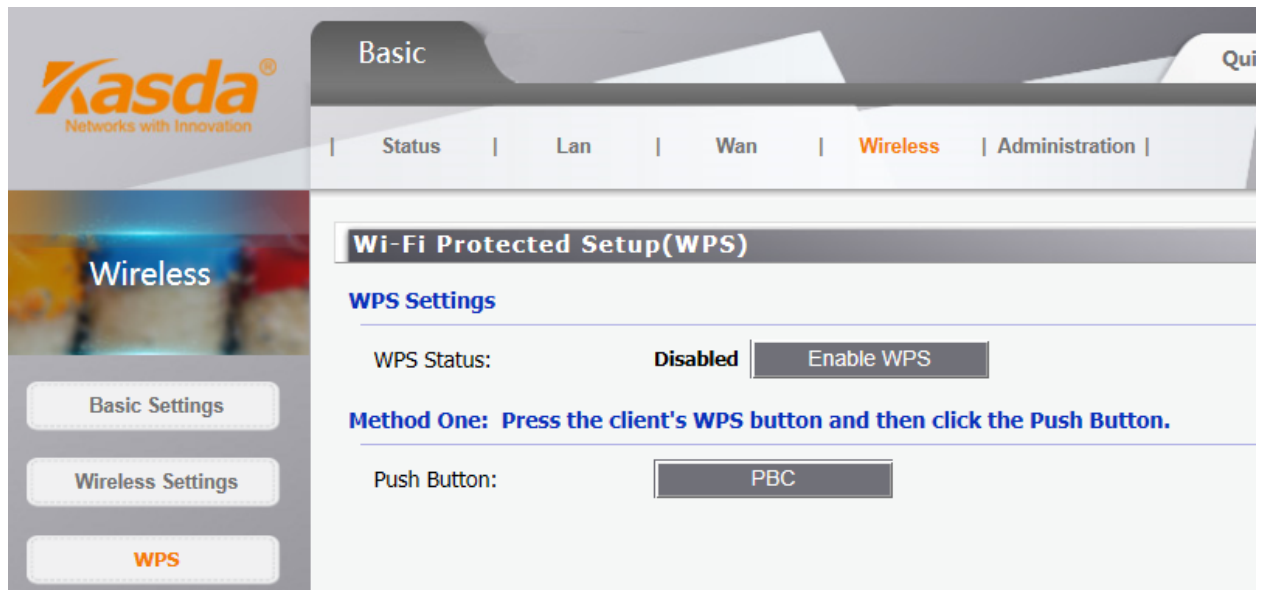 Kasda®
Networks with Innovation
Basic
| Status | Lan | Wan | Wireless | Administration |
Wireless
Basic Settings
Wireless Settings
WPS
Wi-Fi Protected Setup(WPS)
WPS Settings
WPS Status: Disabled Enable WPS
Method One: Press the client's WPS button and then click the Push Button.
Push Button: PBC